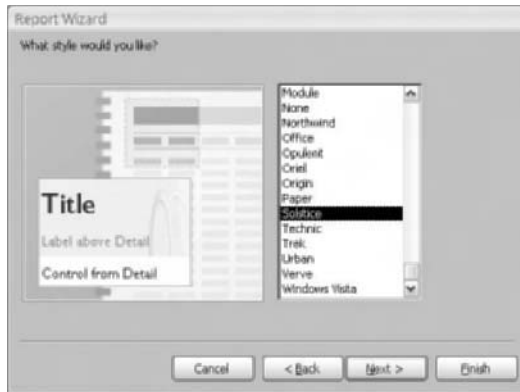 Report Wizard
What style would you like?
Title
Label above Detail
Control from Detail
Module
None
Northwind
Office
Opulent
Oriel
Origin
Paper
Solstice
Technic
Trek
Urban
Verve
Windows Vista
Cancel
< Back
Next >
Finish